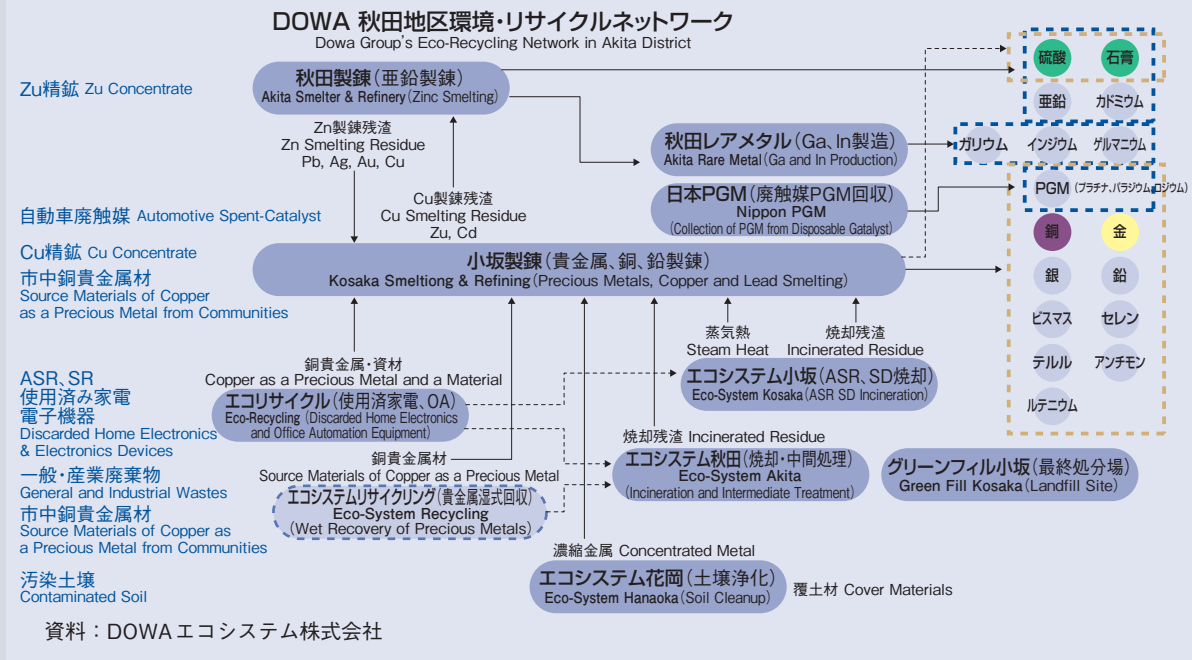 DOWA 秋田地区環境・リサイクルネットワーク
Dowa Group's Eco-Recycling Network in Akita District
Zu精鉱 Zu Concentrate
秋田製錬(亜鉛製錬)
Akita Smelter & Refinery(Zinc Smelting)
硫酸
石膏
亜鉛
カドミウム
Zn製錬残渣
Zn Smelting Residue
Pb, Ag, Au, Cu
秋田レアメタル(Ga、In製造)
Akita Rare Metal(Ga and In Production)
ガリウム
インジウム
ゲルマニウム
Cu製錬残渣
Cu Smelting Residue
Zu, Cd
日本PGM(廃触媒PGM回収)
Nippon PGM
(Collection of PGM from Disposable Gatalyst)
PGM(プラチナ、パラジウム、ロジウム)
自動車廃触媒 Automotive Spent-Catalyst
Cu精鉱 Cu Concentrate
市中銅貴金属材
Source Materials of Copper
as a Precious Metal from Communities
小坂製錬(貴金属、銅、鉛製錬)
Kosaka Smeltiong & Refining(Precious Metals, Copper and Lead Smelting)
銅
金
銀
鉛
ビスマス
セレン
テルル
アンチモン
ルテニウム
蒸気熱
Steam Heat
焼却残渣
Incinerated Residue
銅貴金属・資材
Copper as a Precious Metal and a Material
ASR、SR
使用済み家電
電子機器
Discarded Home Electronics
& Electronics Devices
エコリサイクル(使用済家電、OA)
Eco-Recycling(Discarded Home Electronics
and Office Automation Equipment)
エコシステム小坂(ASR、SD焼却)
Eco-System Kosaka(ASR SD Incineration)
焼却残渣 Incinerated Residue
一般・産業廃棄物
General and Industrial Wastes
銅貴金属材
Source Materials of Copper as a Precious Metal
エコシステム秋田(焼却・中間処理)
Eco-System Akita
(Incineration and Intermediate Treatment)
グリーンフィル小坂(最終処分場)
Green Fill Kosaka(Landfill Site)
市中銅貴金属材
Source Materials of Copper as
a Precious Metal from Communities
エコシステムリサイクリング(貴金属湿式回収)
Eco-System Recycling
(Wet Recovery of Precious Metals)
濃縮金属 Concentrated Metal
汚染土壌
Contaminated Soil
エコシステム花岡(土壌浄化)
Eco-System Hanaoka(Soil Cleanup)
覆土材 Cover Materials
資料:DOWAエコシステム株式会社